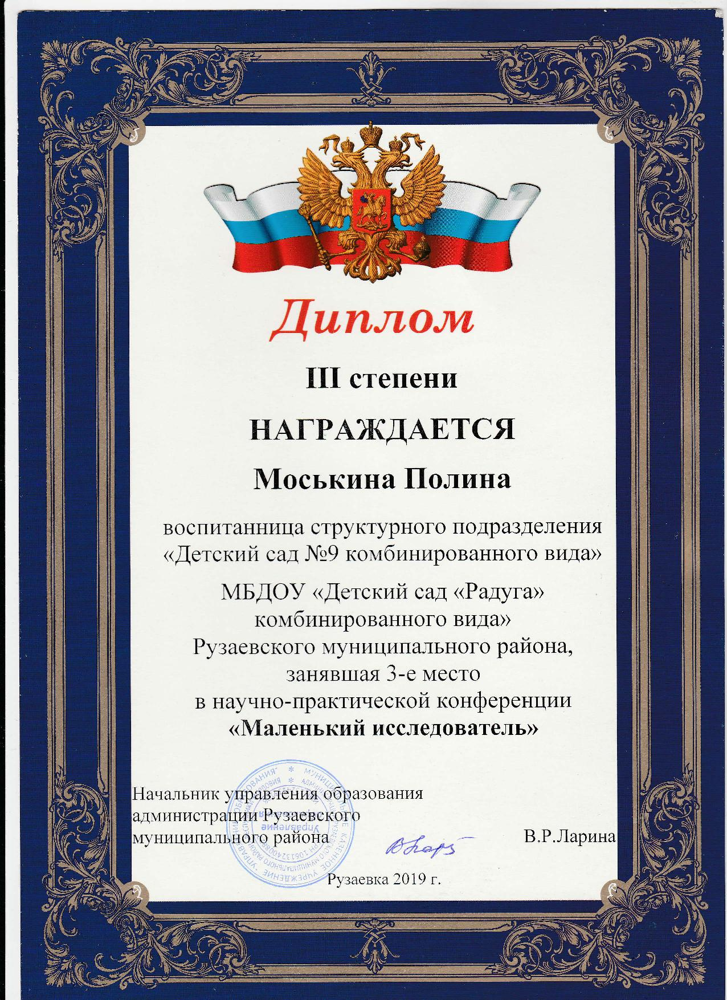 Диплом
III степени
НАГРАЖДАЕТСЯ
Моськина Полина
воспитанница структурного подразделения
«Детский сад №9 комбинированного вида»
МБДОУ «Детский сад «Радуга»
комбинированного вида»
Рузаевского муниципального района,
занявшая 3-е место
в научно-практической конференции
«Маленький исследователь»
Начальник управления образования
администрации Рузаевского
муниципального района
В.Р.Ларина
Рузаевка 2019 г.